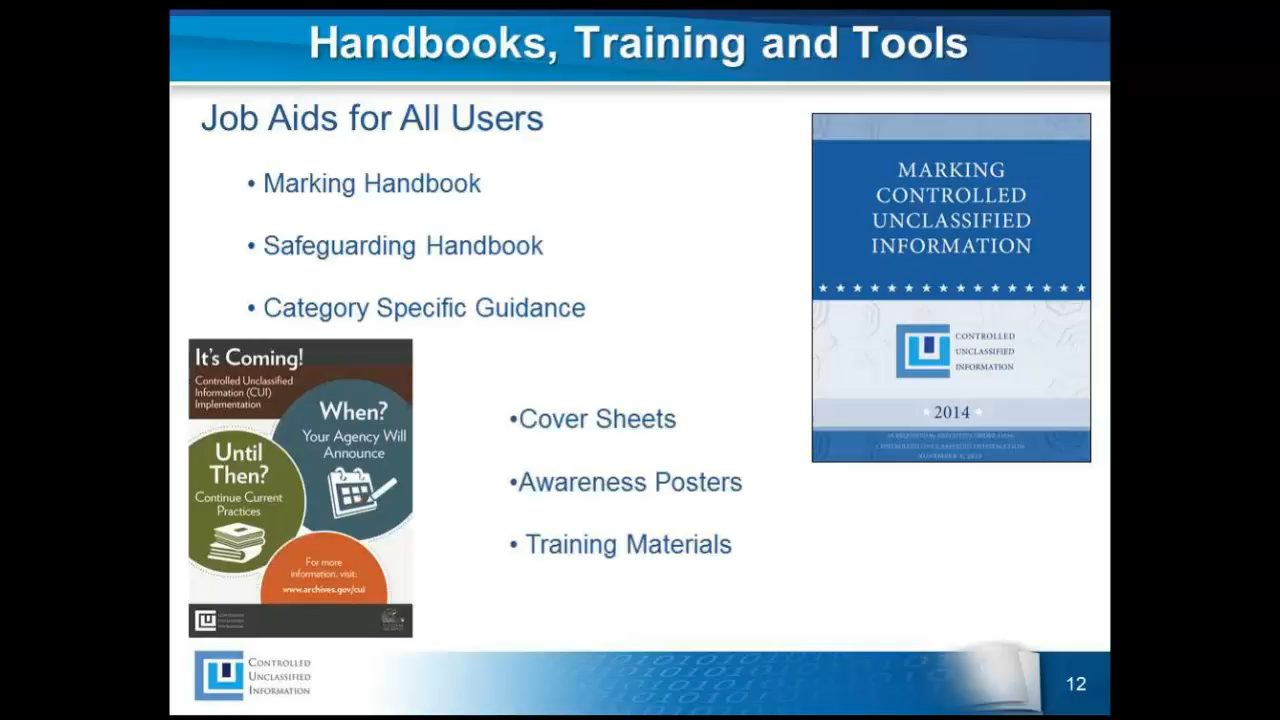 Handbooks, Training and Tools
Job Aids for All Users
• Marking Handbook
• Safeguarding Handbook
• Category Specific Guidance
MARKING
CONTROLLED
UNCLASSIFIED
INFORMATION
CONTROLLED
UNCLASSIFIED
INFORMATION
2014
It's Coming!
Controlled Unclassified
Information (CUI)
Implementation
When?
Your Agency Will
Announce
Until
Then?
Continue Current
Practices
For more
information, visit:
www.archives.gov/cui
•Cover Sheets
•Awareness Posters
• Training Materials
CONTROLLED
UNCLASSIFIED
INFORMATION
12